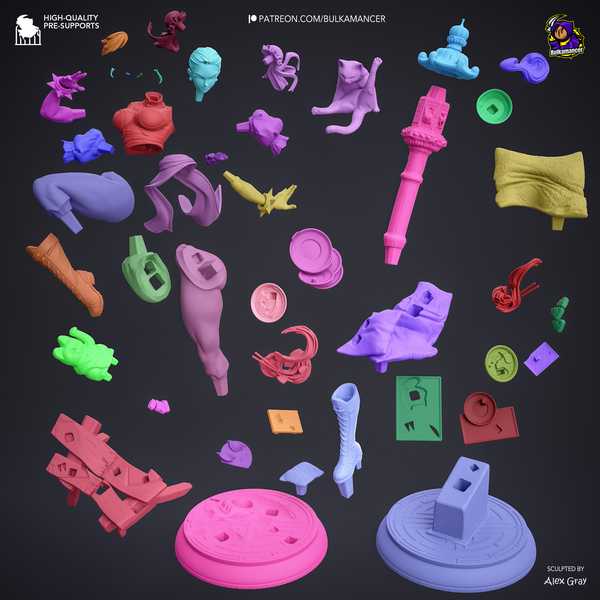 HIGH-QUALITY
PRE-SUPPORTS
PATREON.COM/BULKAMANCER
Bulkamancer
SCULPTED BY
Alex Gray